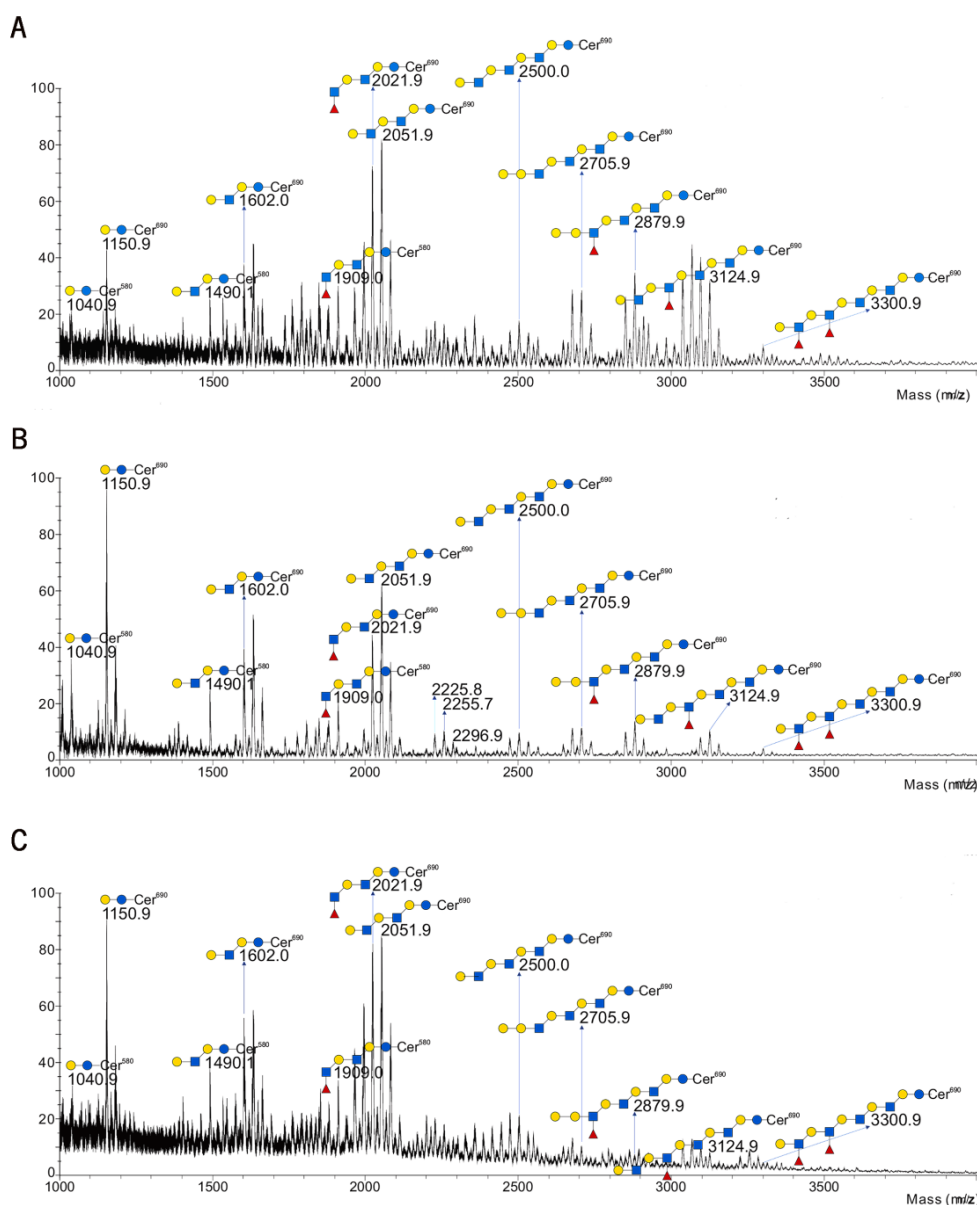 A
Cer690
2021.9
Cer690
2500.0
Cer690
2051.9
Cer690
2705.9
Cer690
1602.0
Cer690
2879.9
Cer690
1150.9
Cer580
1909.0
Cer690
3124.9
Cer580
1040.9
Cer580
1490.1
Cer690
3300.9
100
80
60
40
20
0
1000 1500 2000 2500 3000 3500
Mass (m/z)
B
Cer690
1150.9
Cer690
2500.0
Cer690
2051.9
Cer690
1602.0
Cer690
2705.9
Cer690
2021.9
Cer580
1040.9
Cer690
2879.9
Cer580
1490.1
Cer580
1909.0
Cer690
3124.9
Cer690
3300.9
2225.8
2255.7
2296.9
100
80
60
40
20
0
1000 1500 2000 2500 3000 3500
Mass (m/z)
C
Cer690
2021.9
Cer690
1150.9
Cer690
2051.9
Cer690
1602.0
Cer690
2500.0
Cer690
2705.9
Cer580
1040.9
Cer580
1490.1
Cer580
1909.0
Cer690
2879.9
Cer690
3124.9
Cer690
3300.9
100
80
60
40
20
0
1000 1500 2000 2500 3000 3500
Mass (m/z)